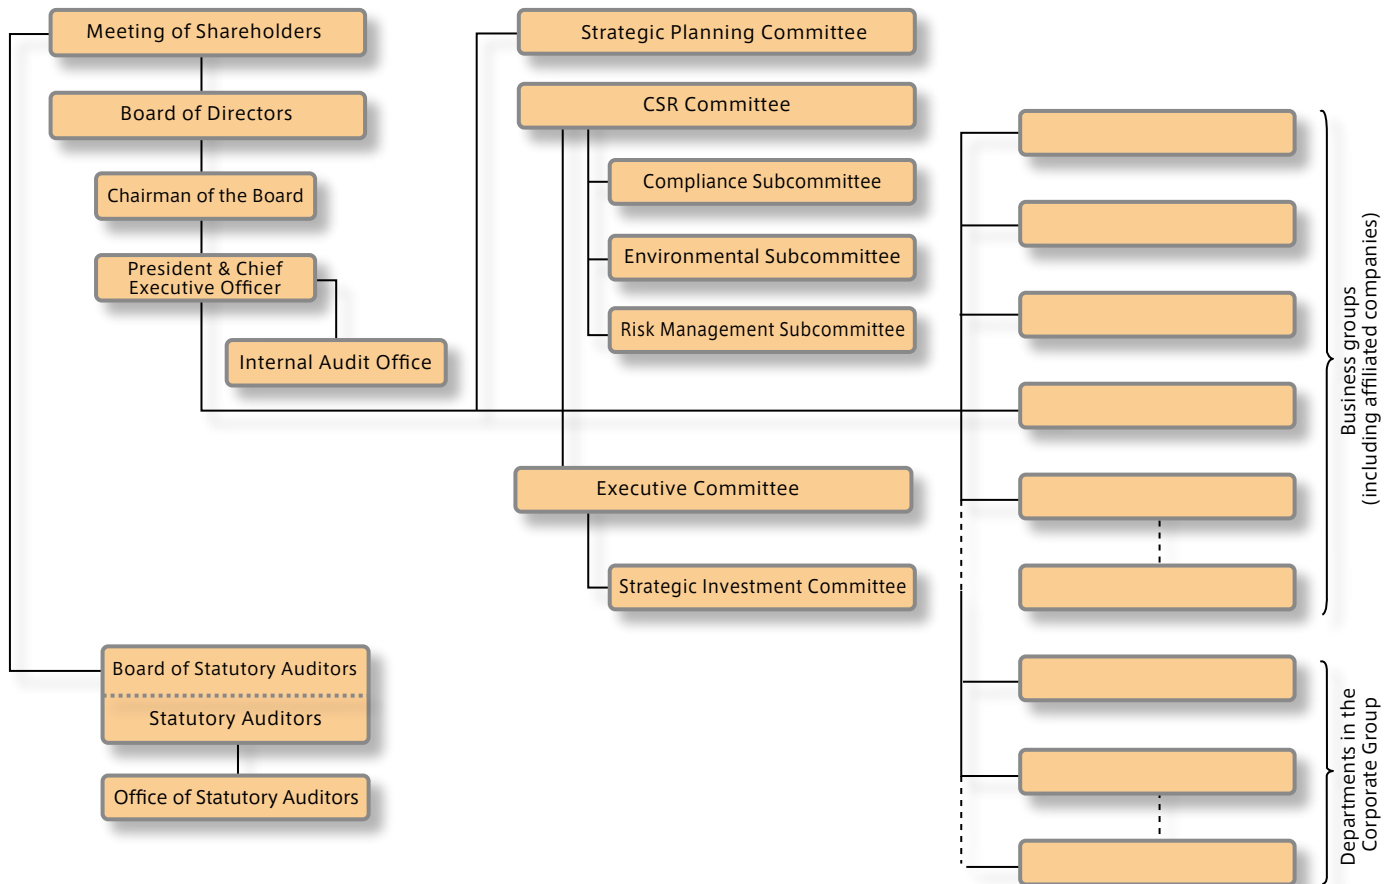 Meeting of Shareholders
Board of Directors
Chairman of the Board
President & Chief
Executive Officer
Internal Audit Office
Board of Statutory Auditors
Statutory Auditors
Office of Statutory Auditors
Strategic Planning Committee
CSR Committee
Compliance Subcommittee
Environmental Subcommittee
Risk Management Subcommittee
Executive Committee
Strategic Investment Committee
Business groups
(including affiliated companies)
Departments in the
Corporate Group